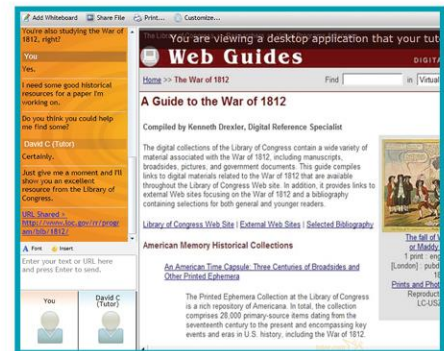 Add Whiteboard Share File Print... Customize...
You're also studying the War of
1812, right?
You
Yes.
I need some good historical
resources for a paper I'm
working on.
Do you think you could help
me find some?
David C (Tutor)
Certainly.
Just give me a moment and I'll
show you an excellent
resource from the Library of
Congress.
URL Shared >
http://www.loc.gov/rr/progr
am/bib/1812/
Font Insert
Enter your text or URL here
and press Enter to send.
You
David C
(Tutor)
You are viewing a desktop application that your tut
Web Guides
DIGITA
Home >> The War of 1812
Find in Virtual
A Guide to the War of 1812
Compiled by Kenneth Drexler, Digital Reference Specialist
The digital collections of the Library of Congress contain a wide variety of
material associated with the War of 1812, including manuscripts,
broadsides, pictures, and government documents. This guide compiles
links to digital materials related to the War of 1812 that are available
throughout the Library of Congress Web site. In addition, it provides links to
external Web sites focusing on the War of 1812 and a bibliography
containing selections for both general and younger readers.
Library of Congress Web Site | External Web Sites | Selected Bibliography
American Memory Historical Collections
An American Time Capsule: Three Centuries of Broadsides and
Other Printed Ephemera
The Printed Ephemera Collection at the Library of Congress
is a rich repository of Americana. In total, the collection
comprises 28,000 primary-source items dating from the
seventeenth century to the present and encompassing key
events and eras in U.S. history, including the War of 1812.
The fall of W
or Maddy
1 print : eng
[London] : pubd
18
Prints and Phot
Reproduct
LC-USZ